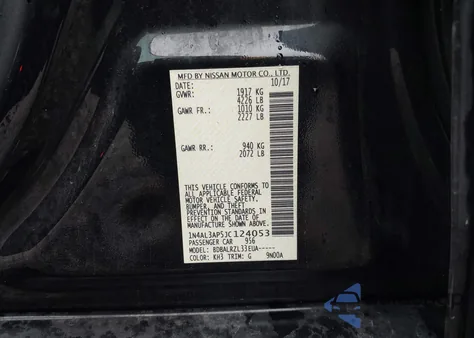 MFD BY NISSAN MOTOR CO., LTD.
DATE: 10/17
GVWR: 1917 KG
4226 LB
GAWR FR.: 1010 KG
2227 LB
GAWR RR.: 940 KG
2072 LB
THIS VEHICLE CONFORMS TO
ALL APPLICABLE FEDERAL
MOTOR VEHICLE SAFETY,
BUMPER, AND THEFT
PREVENTION STANDARDS IN
EFFECT ON THE DATE OF
MANUFACTURE SHOWN ABOVE.
1N4AL3AP5JC124053
PASSENGER CAR 956
MODEL: BDBALRZL33EUA-----
COLOR: KH3 TRIM: G 9N00A